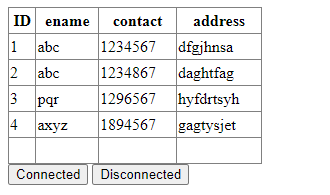 ID ename contact address
1 abc 1234567 dfgjhnsa
2 abc 1234867 daghtfag
3 pqr 1296567 hyfdrtsyh
4 axyz 1894567 gagtysjet
Connected Disconnected